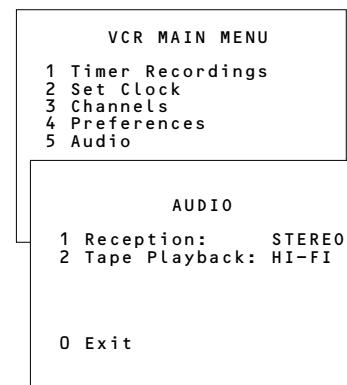 VCR MAIN MENU
1 Timer Recordings
2 Set Clock
3 Channels
4 Preferences
5 Audio
AUDIO
1 Reception: STEREO
2 Tape Playback: HI-FI
0 Exit